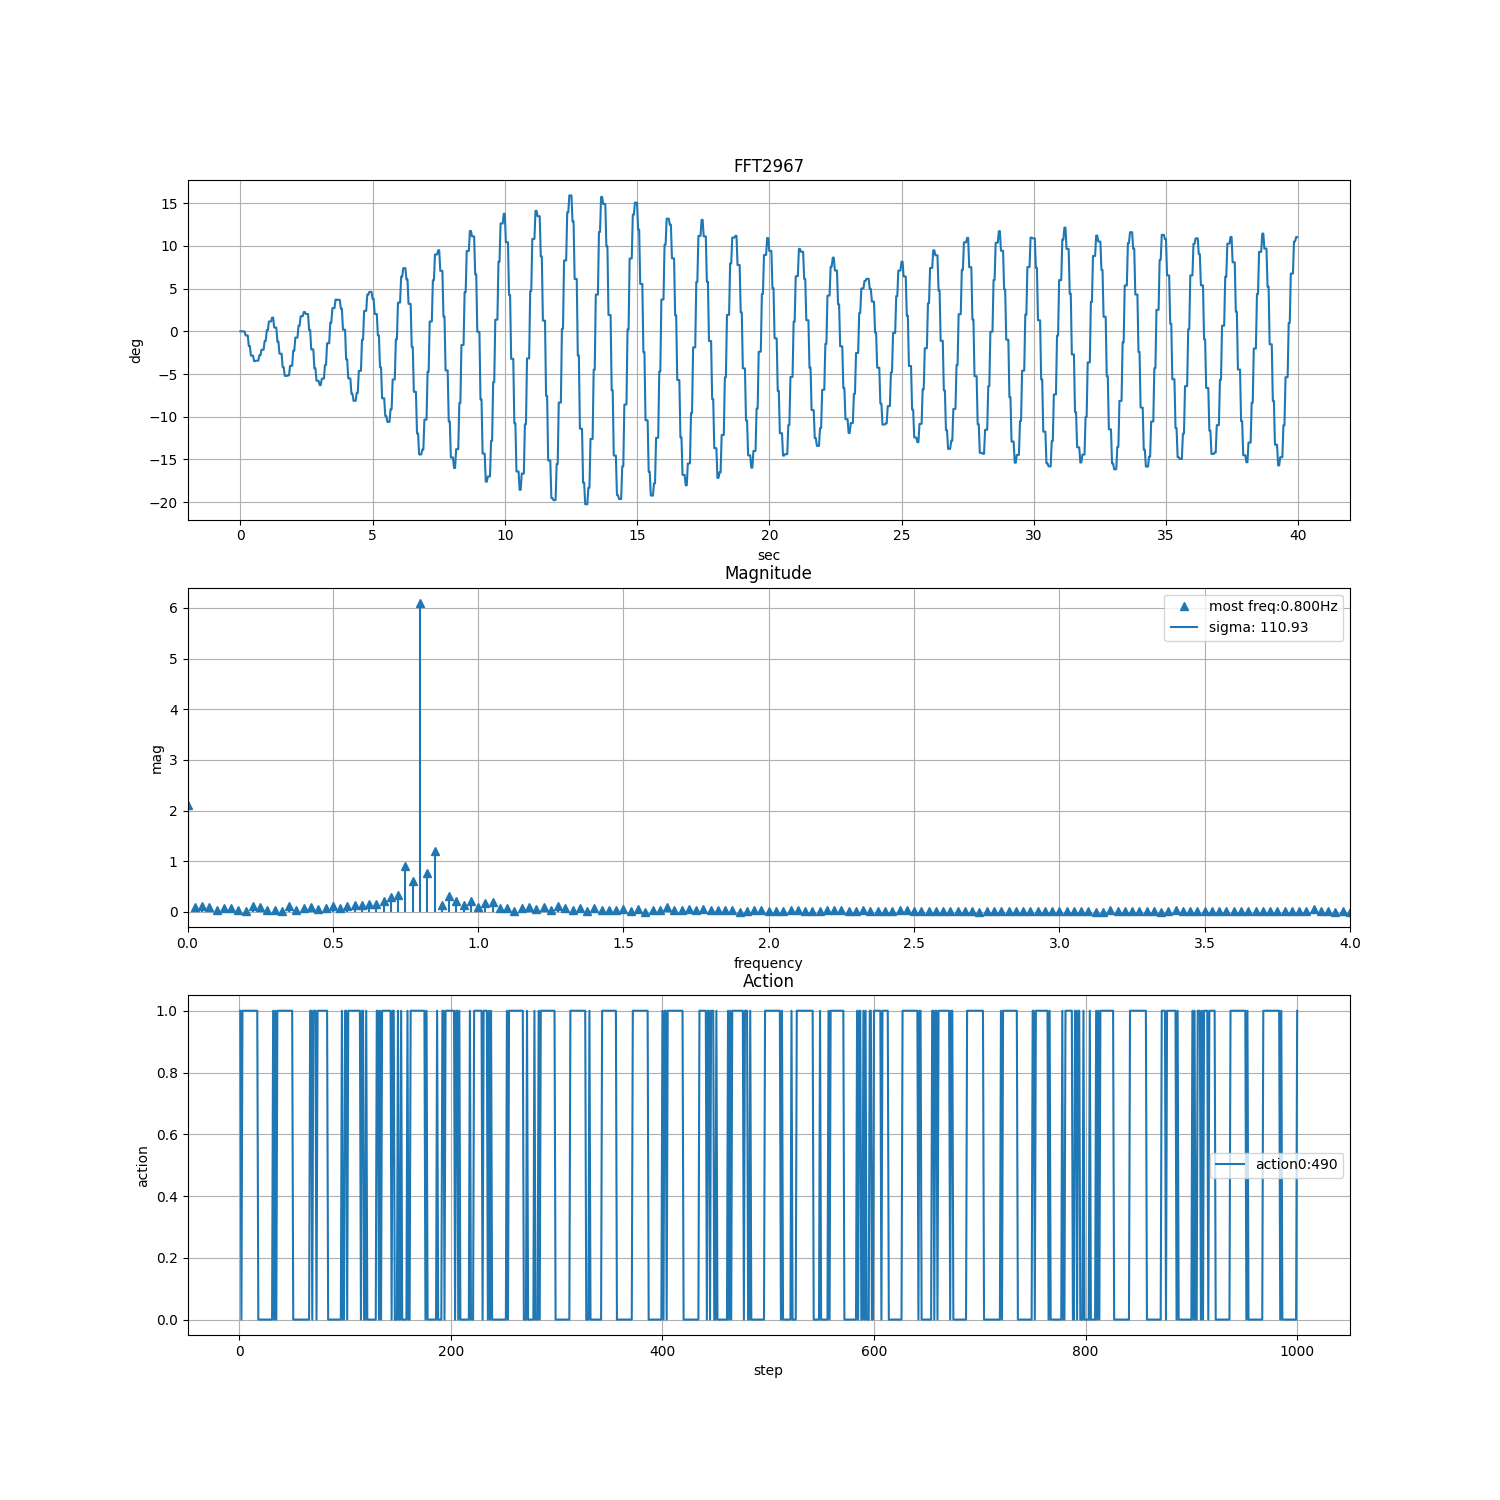 FFT2967
15
10
5
0
−5
−10
−15
−20
deg
0 5 10 15 20 25 30 35 40
sec
Magnitude
most freq:0.800Hz
sigma: 110.93
6
5
4
3
2
1
0
mag
0.0 0.5 1.0 1.5 2.0 2.5 3.0 3.5 4.0
frequency
Action
1.0
0.8
0.6
0.4
0.2
0.0
action
action0:490
0 200 400 600 800 1000
step